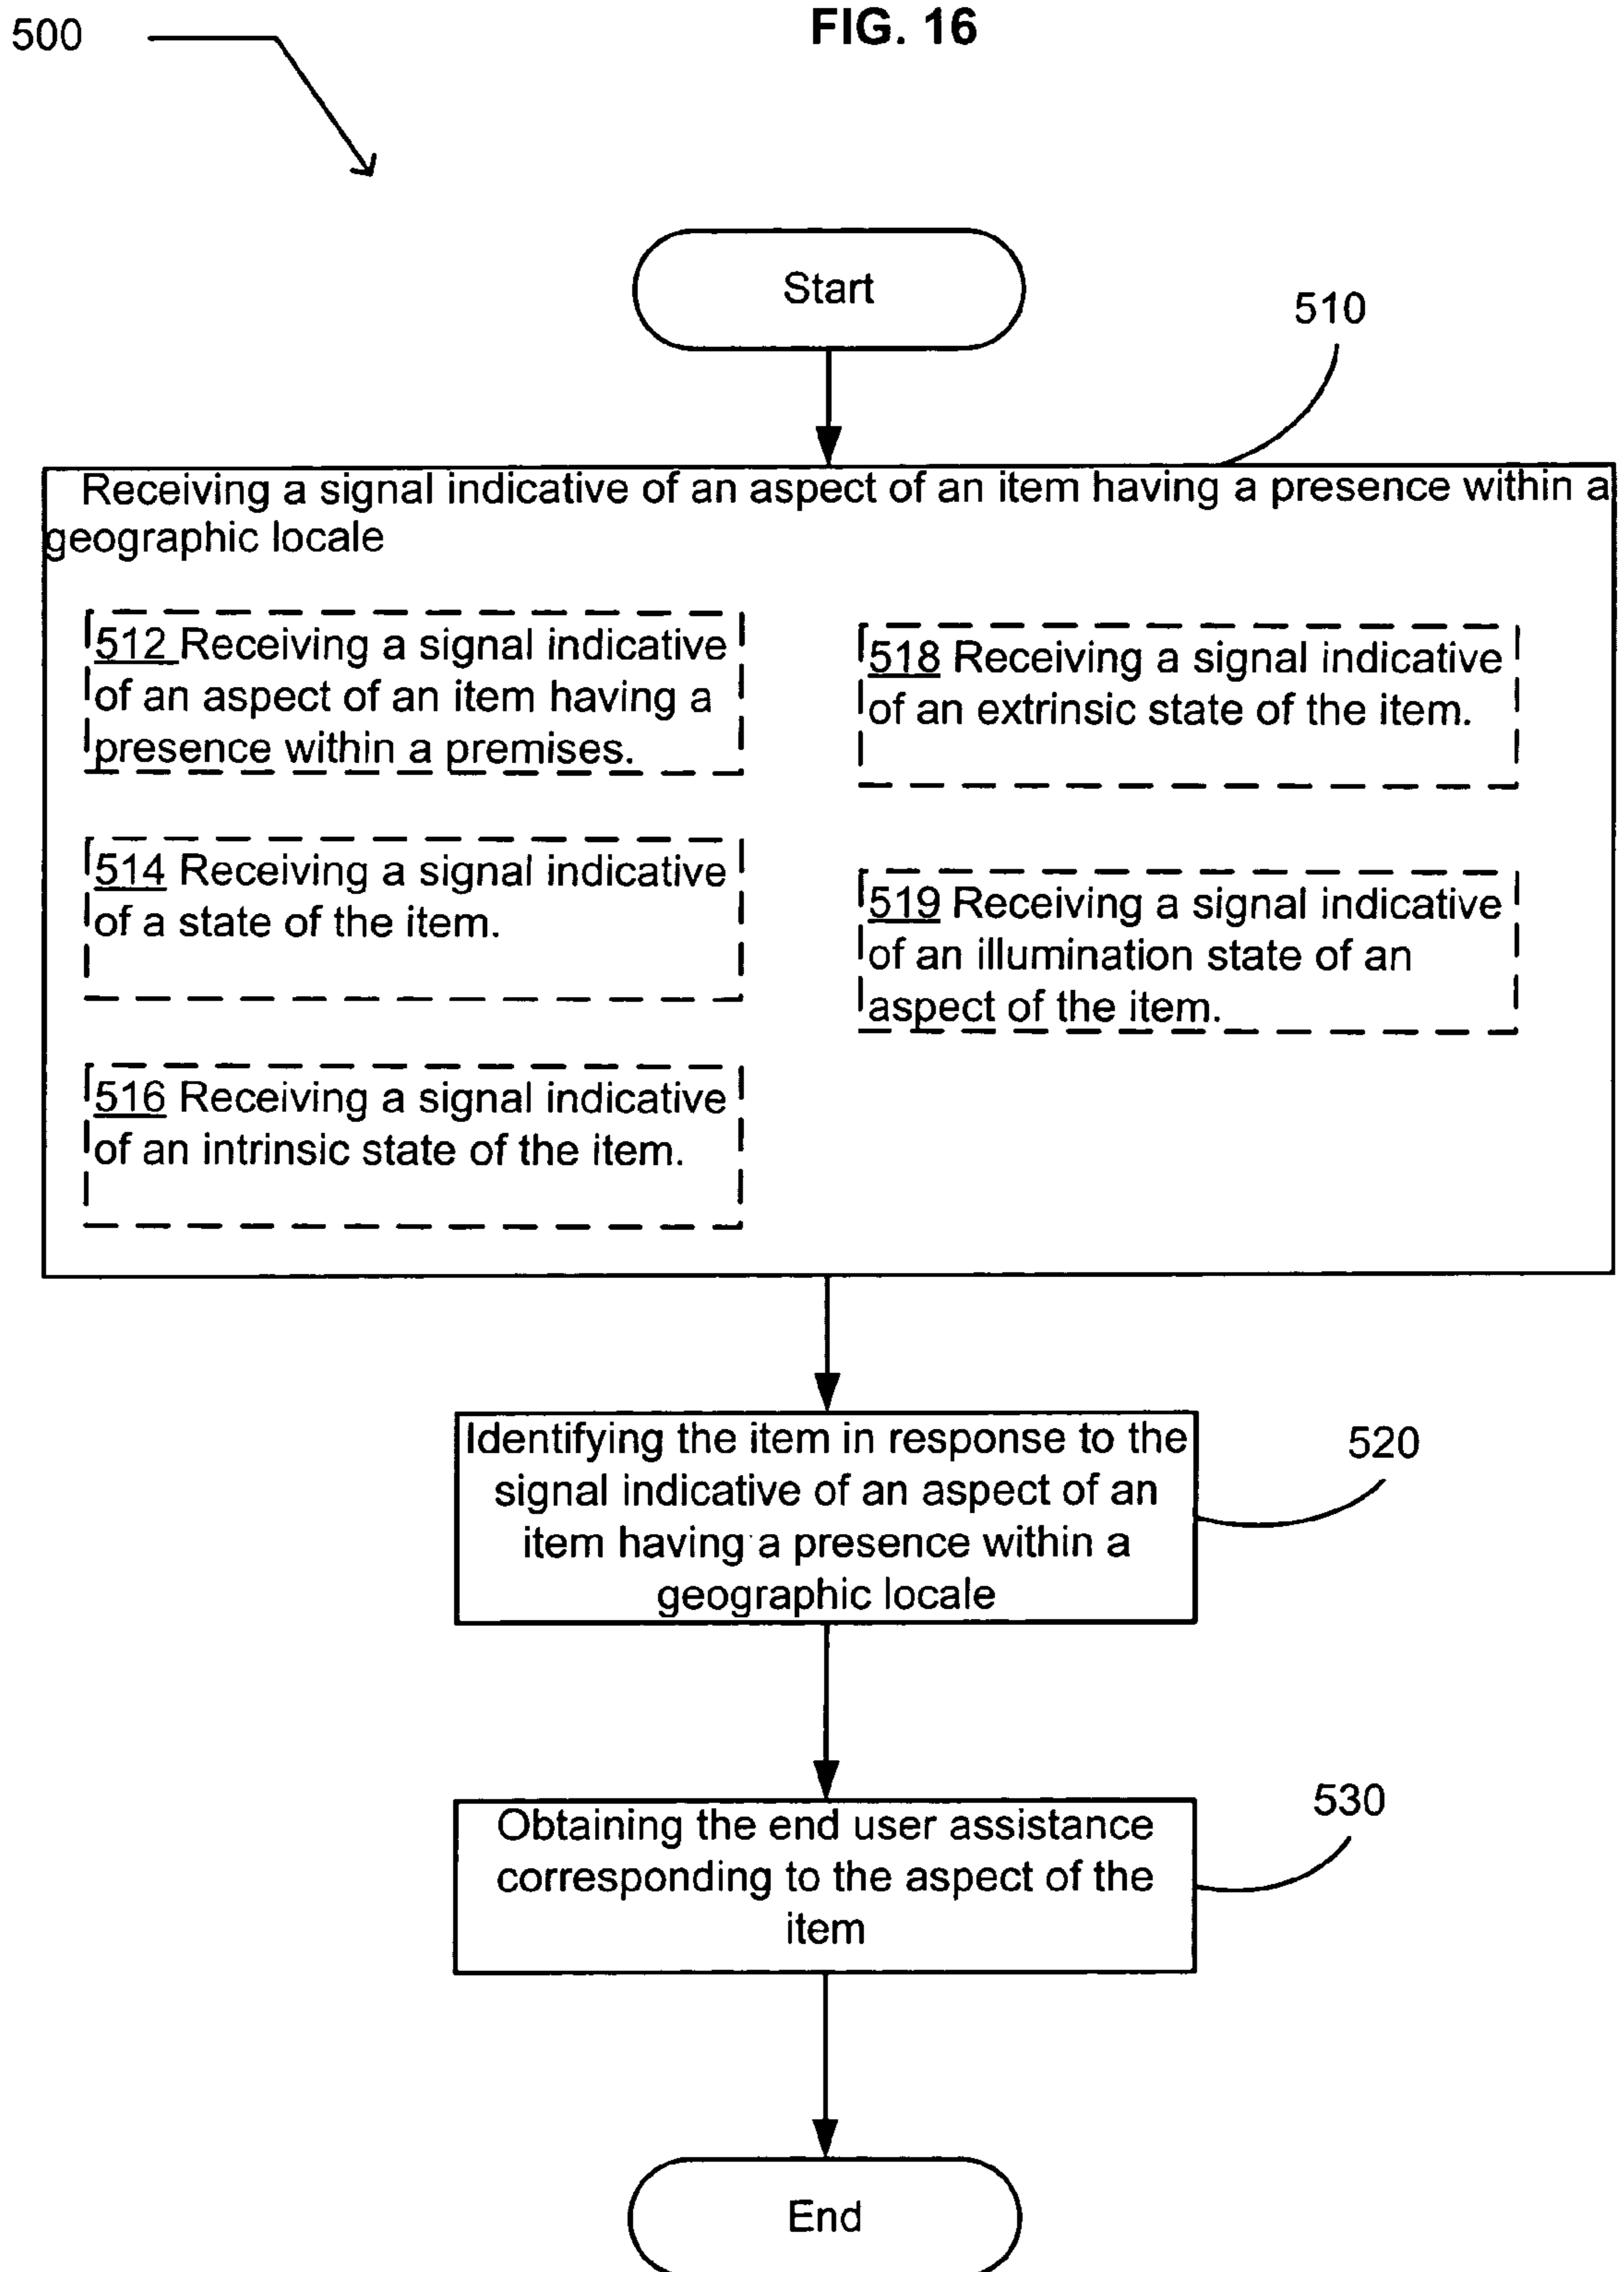 500
FIG. 16
Start
510
Receiving a signal indicative of an aspect of an item having a presence within a
geographic locale
512 Receiving a signal indicative
of an aspect of an item having a
presence within a premises.
514 Receiving a signal indicative
of a state of the item.
516 Receiving a signal indicative
of an intrinsic state of the item.
518 Receiving a signal indicative
of an extrinsic state of the item.
519 Receiving a signal indicative
of an illumination state of an
aspect of the item.
Identifying the item in response to the
signal indicative of an aspect of an
item having a presence within a
geographic locale
520
Obtaining the end user assistance
corresponding to the aspect of the
item
530
End